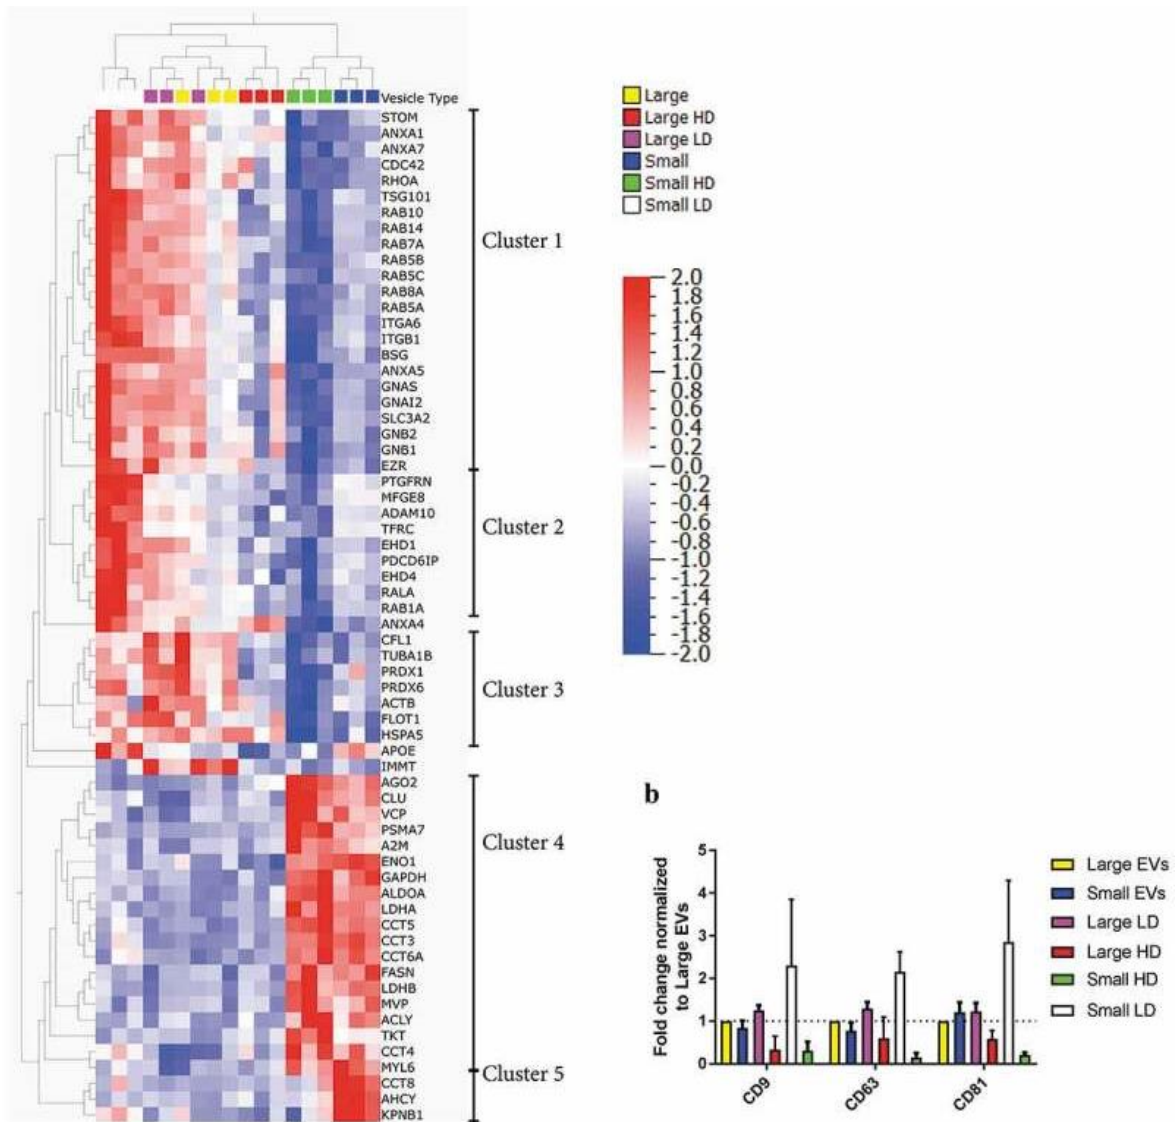 Vesicle Type
STOM
ANXA1
ANXA7
CDC42
RHOA
TSG101
RAB10
RAB14
RAB7A
RAB5B
RAB5C
RAB8A
RAB5A
ITGA6
ITGB1
BSG
ANXA5
GNAS
GNAI2
SLC3A2
GNB2
GNB1
EZR
PTGFRN
MFGE8
ADAM10
TFRC
EHD1
PDCD6IP
EHD4
RALA
RAB1A
ANXA4
CFL1
TUBA1B
PRDX1
PRDX6
ACTB
FLOT1
HSPA5
APOE
IMMT
AGO2
CLU
VCP
PSMA7
A2M
ENO1
GAPDH
ALDOA
LDHA
CCT5
CCT3
CCT6A
FASN
LDHB
MVP
ACLY
TKT
CCT4
MYL6
CCT8
AHCY
KPNB1
Cluster 1
Cluster 2
Cluster 3
Cluster 4
Cluster 5
Large
Large HD
Large LD
Small
Small HD
Small LD
2.0
1.8
1.6
1.4
1.2
1.0
0.8
0.6
0.4
0.2
0.0
-0.2
-0.4
-0.6
-0.8
-1.0
-1.2
-1.4
-1.6
-1.8
-2.0
b
Fold change normalized
to Large EVs
5
4
3
2
1
0
CD9
CD63
CD81
Large EVs
Small EVs
Large LD
Large HD
Small HD
Small LD